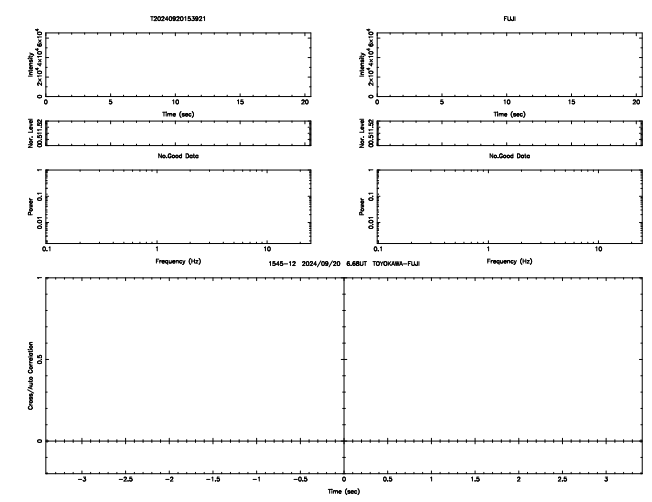 T20240920153921 FUJI
Intensity 0 2×10⁴ 4×10⁴ 6×10⁴ Intensity 0 2×10⁴ 4×10⁴ 6×10⁴
0 5 10 15 20 0 5 10 15 20
Time (sec) Time (sec)
Nor. Level 0 0.5 1 1.5 2 Nor. Level 0 0.5 1 1.5 2
No.Good Data No.Good Data
Power 0.01 0.1 1 Power 0.01 0.1 1
0.1 1 10 0.1 1 10
Frequency (Hz) Frequency (Hz)
1545-12 2024/09/20 6.68UT TOYOKAWA-FUJI
Cross/Auto Correlation 0 0.5 1
-3 -2.5 -2 -1.5 -1 -0.5 0 0.5 1 1.5 2 2.5 3
Time (sec)